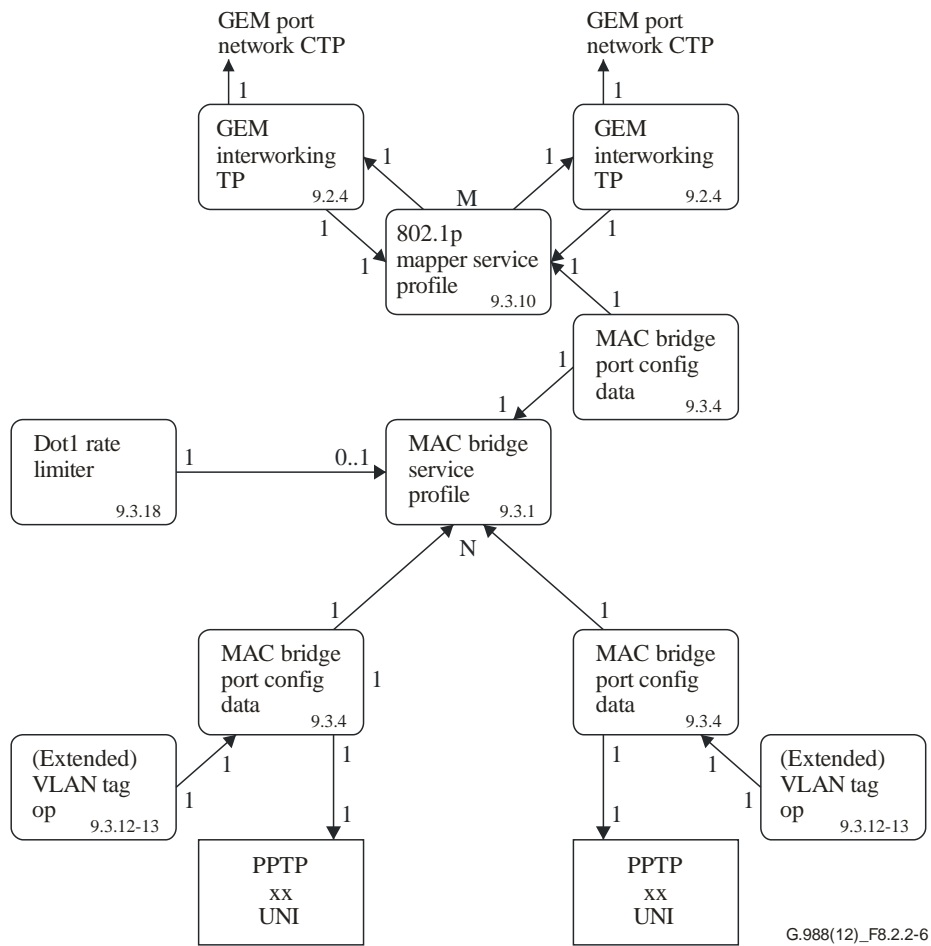 GEM port
network CTP
GEM port
network CTP
1
1
GEM
interworking
TP
9.2.4
GEM
interworking
TP
9.2.4
1
1
M
1
1
802.1p
mapper service
profile
9.3.10
1
1
1
1
MAC bridge
port config
data
9.3.4
1
1
Dot1 rate
limiter
9.3.18
1
0..1
MAC bridge
service
profile
9.3.1
N
1
1
MAC bridge
port config
data
9.3.4
1
MAC bridge
port config
data
9.3.4
(Extended)
VLAN tag
op
9.3.12-13
1
1
1
1
1
1
1
1
(Extended)
VLAN tag
op
9.3.12-13
PPTP
xx
UNI
PPTP
xx
UNI
G.988(12)_F8.2.2-6